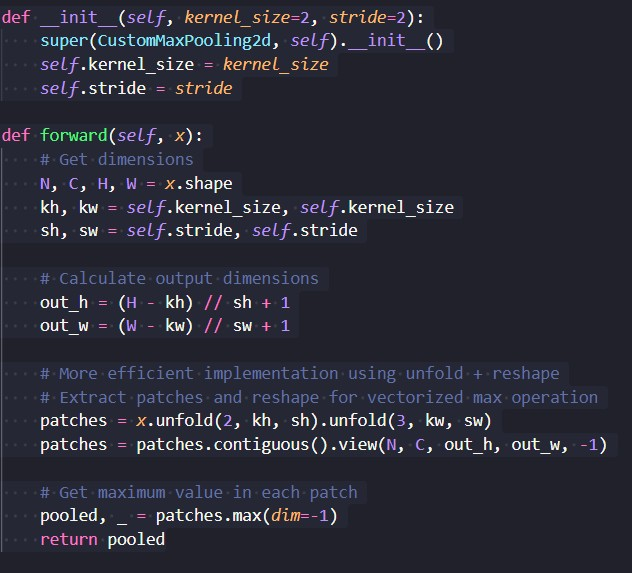 def __init__(self, kernel_size=2, stride=2):
    super(CustomMaxPooling2d, self).__init__()
    self.kernel_size = kernel_size
    self.stride = stride

def forward(self, x):
    # Get dimensions
    N, C, H, W = x.shape
    kh, kw = self.kernel_size, self.kernel_size
    sh, sw = self.stride, self.stride

    # Calculate output dimensions
    out_h = (H - kh) // sh + 1
    out_w = (W - kw) // sw + 1

    # More efficient implementation using unfold + reshape
    # Extract patches and reshape for vectorized max operation
    patches = x.unfold(2, kh, sh).unfold(3, kw, sw)
    patches = patches.contiguous().view(N, C, out_h, out_w, -1)

    # Get maximum value in each patch
    pooled, _ = patches.max(dim=-1)
    return pooled